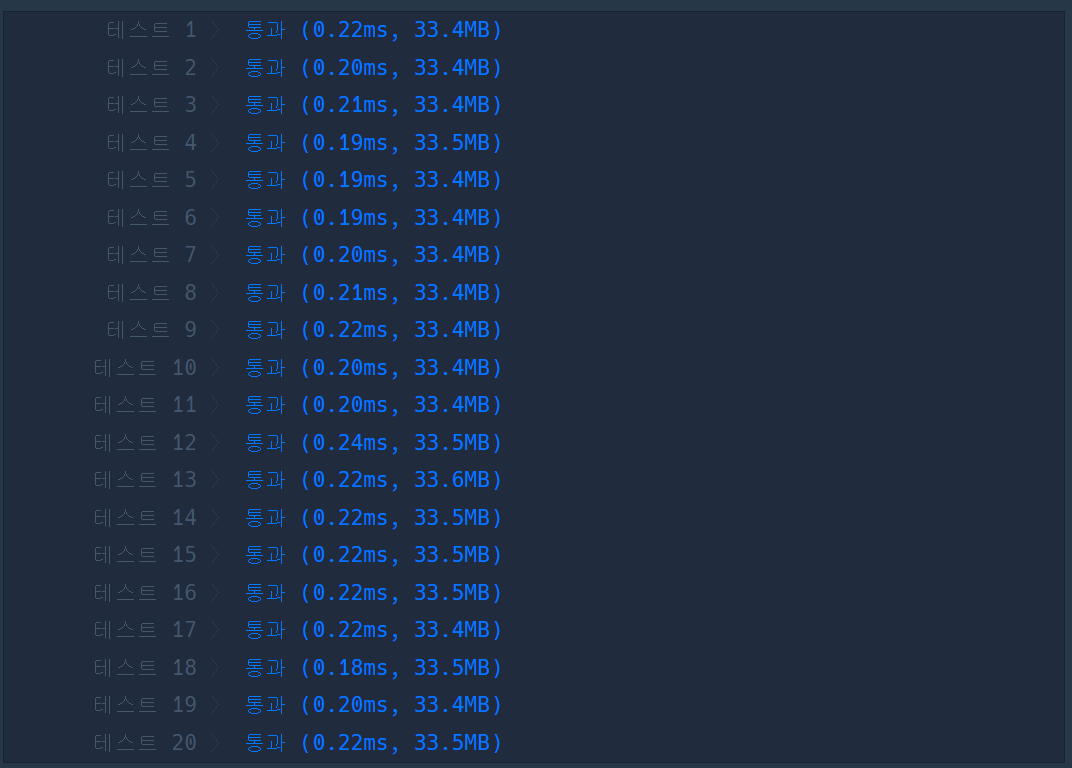 테스트 1 〉 통과 (0.22ms, 33.4MB)
테스트 2 〉 통과 (0.20ms, 33.4MB)
테스트 3 〉 통과 (0.21ms, 33.4MB)
테스트 4 〉 통과 (0.19ms, 33.5MB)
테스트 5 〉 통과 (0.19ms, 33.4MB)
테스트 6 〉 통과 (0.19ms, 33.4MB)
테스트 7 〉 통과 (0.20ms, 33.4MB)
테스트 8 〉 통과 (0.21ms, 33.4MB)
테스트 9 〉 통과 (0.22ms, 33.4MB)
테스트 10 〉 통과 (0.20ms, 33.4MB)
테스트 11 〉 통과 (0.20ms, 33.4MB)
테스트 12 〉 통과 (0.24ms, 33.5MB)
테스트 13 〉 통과 (0.22ms, 33.6MB)
테스트 14 〉 통과 (0.22ms, 33.5MB)
테스트 15 〉 통과 (0.22ms, 33.5MB)
테스트 16 〉 통과 (0.22ms, 33.5MB)
테스트 17 〉 통과 (0.22ms, 33.4MB)
테스트 18 〉 통과 (0.18ms, 33.5MB)
테스트 19 〉 통과 (0.20ms, 33.4MB)
테스트 20 〉 통과 (0.22ms, 33.5MB)